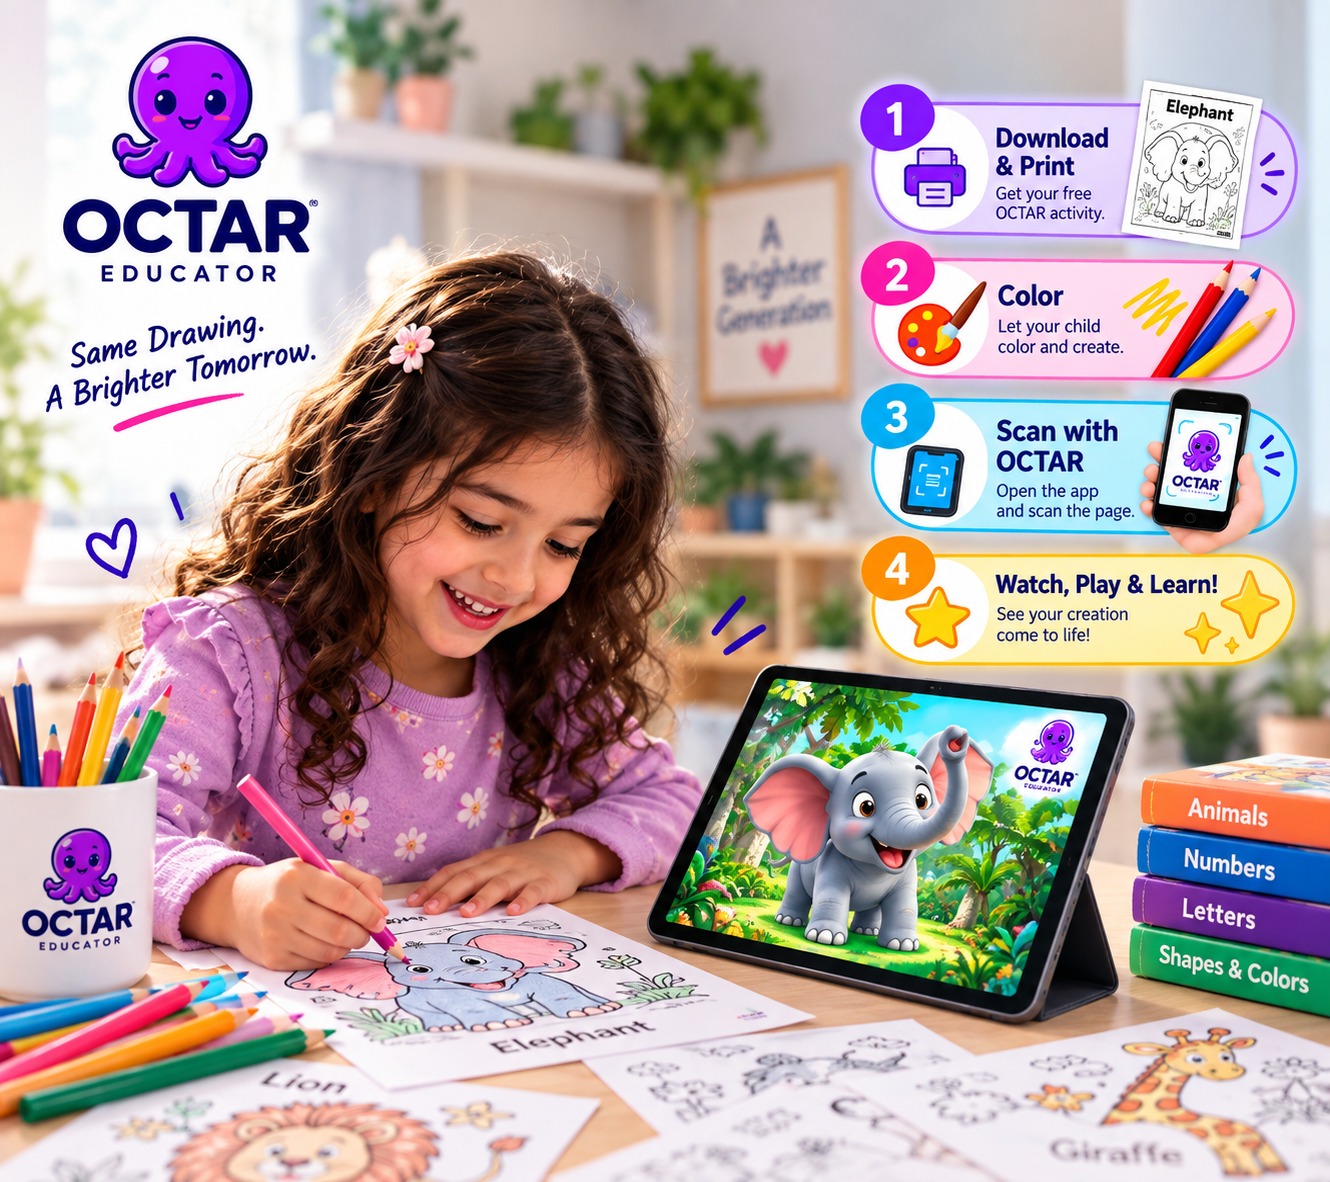 OCTAR®
EDUCATOR
Same Drawing.
A Brighter Tomorrow.
A
Brighter
Generation
1
Download
& Print
Get your free
OCTAR activity.
Elephant
2
Color
Let your child
color and create.
3
Scan with
OCTAR
Open the app
and scan the page.
OCTAR
4
Watch, Play & Learn!
See your creation
come to life!
OCTAR
EDUCATOR
OCTAR
EDUCATOR
Animals
Numbers
Letters
Shapes & Colors
Elephant
Lion
Giraffe